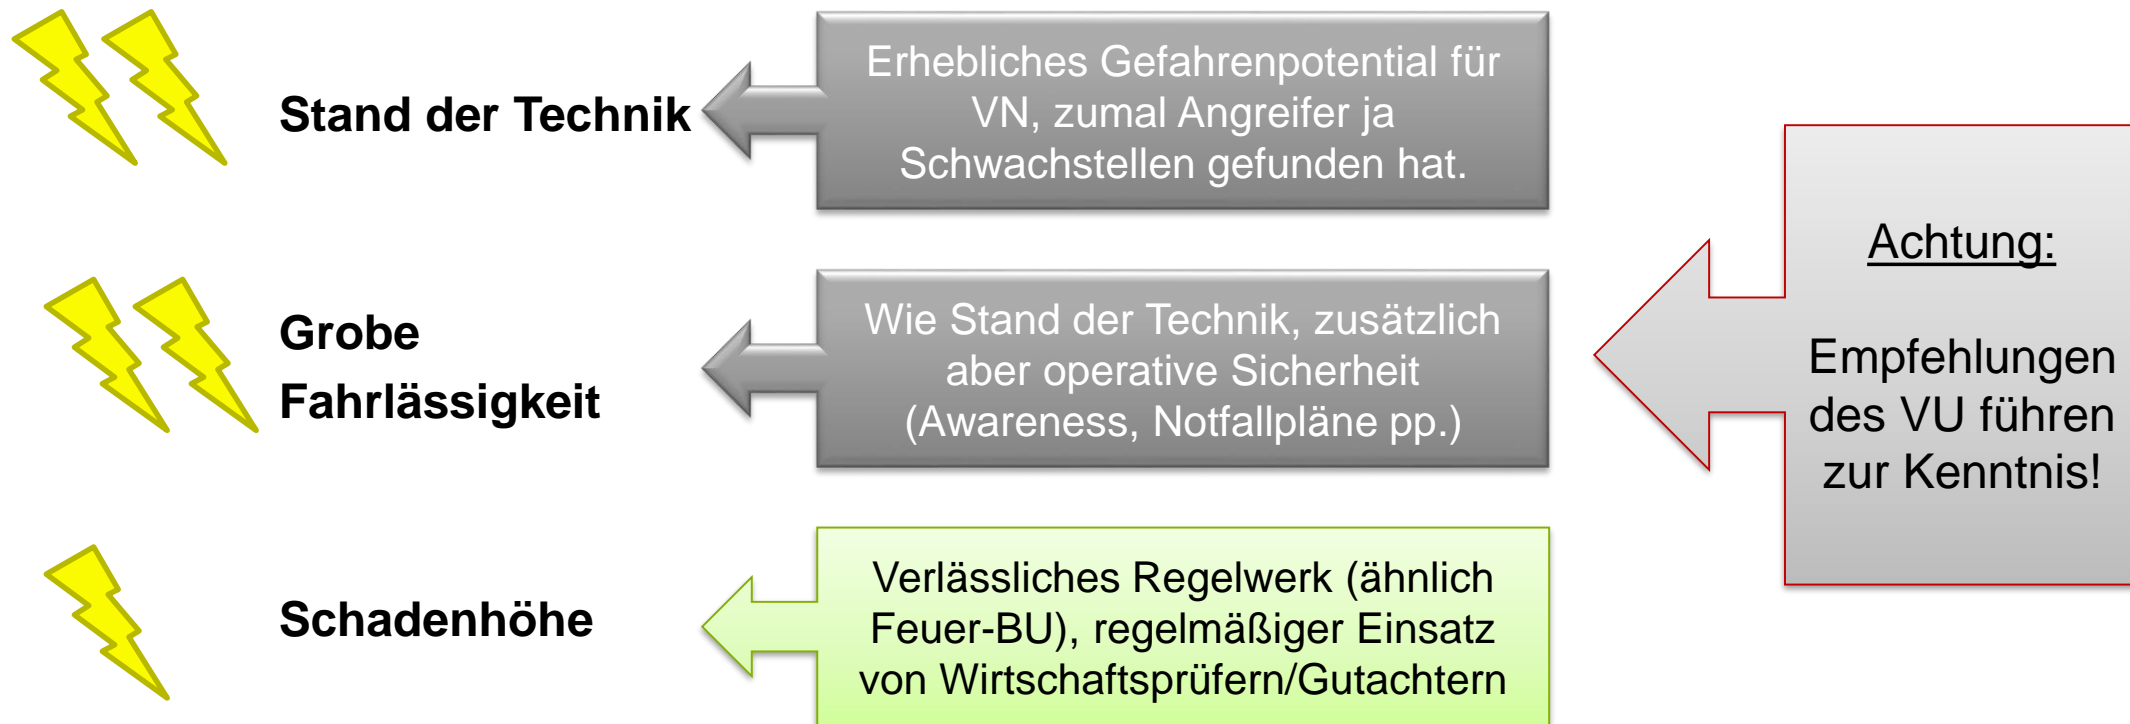 Stand der Technik
Erhebliches Gefahrenpotential für
VN, zumal Angreifer ja
Schwachstellen gefunden hat.
Grobe
Fahrlässigkeit
Wie Stand der Technik, zusätzlich
aber operative Sicherheit
(Awareness, Notfallpläne pp.)
Schadenhöhe
Verlässliches Regelwerk (ähnlich
Feuer-BU), regelmäßiger Einsatz
von Wirtschaftsprüfern/Gutachtern
Achtung:
Empfehlungen
des VU führen
zur Kenntnis!